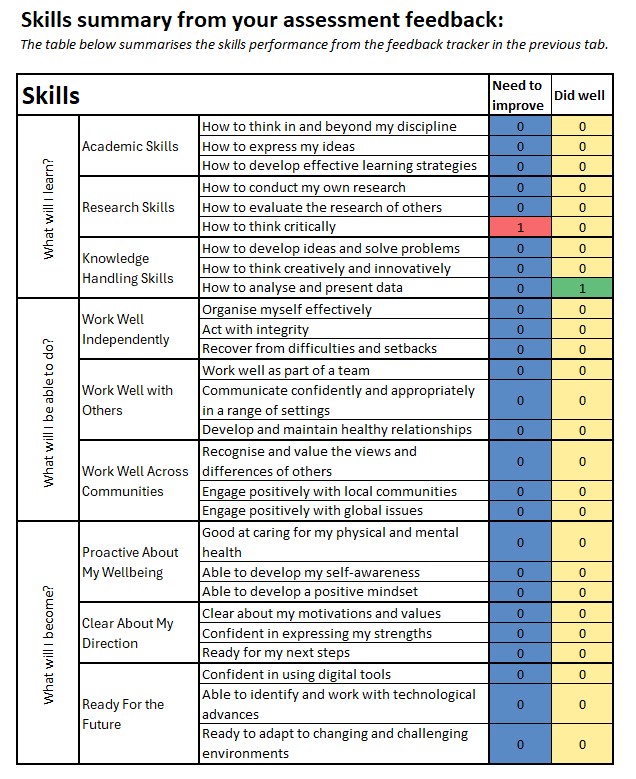 Skills summary from your assessment feedback:
The table below summarises the skills performance from the feedback tracker in the previous tab.
Skills
Need to
improve
Did well
What will I learn?
Academic Skills
How to think in and beyond my discipline 0 0
How to express my ideas 0 0
How to develop effective learning strategies 0 0
Research Skills
How to conduct my own research 0 0
How to evaluate the research of others 0 0
How to think critically 1 0
Knowledge
Handling Skills
How to develop ideas and solve problems 0 0
How to think creatively and innovatively 0 0
How to analyse and present data 0 1
What will I be able to do?
Work Well
Independently
Organise myself effectively 0 0
Act with integrity 0 0
Recover from difficulties and setbacks 0 0
Work Well with
Others
Work well as part of a team 0 0
Communicate confidently and appropriately
in a range of settings 0 0
Develop and maintain healthy relationships 0 0
Work Well Across
Communities
Recognise and value the views and
differences of others 0 0
Engage positively with local communities 0 0
Engage positively with global issues 0 0
What will I become?
Proactive About
My Wellbeing
Good at caring for my physical and mental
health 0 0
Able to develop my self-awareness 0 0
Able to develop a positive mindset 0 0
Clear About My
Direction
Clear about my motivations and values 0 0
Confident in expressing my strengths 0 0
Ready for my next steps 0 0
Ready For the
Future
Confident in using digital tools 0 0
Able to identify and work with technological
advances 0 0
Ready to adapt to changing and challenging
environments 0 0